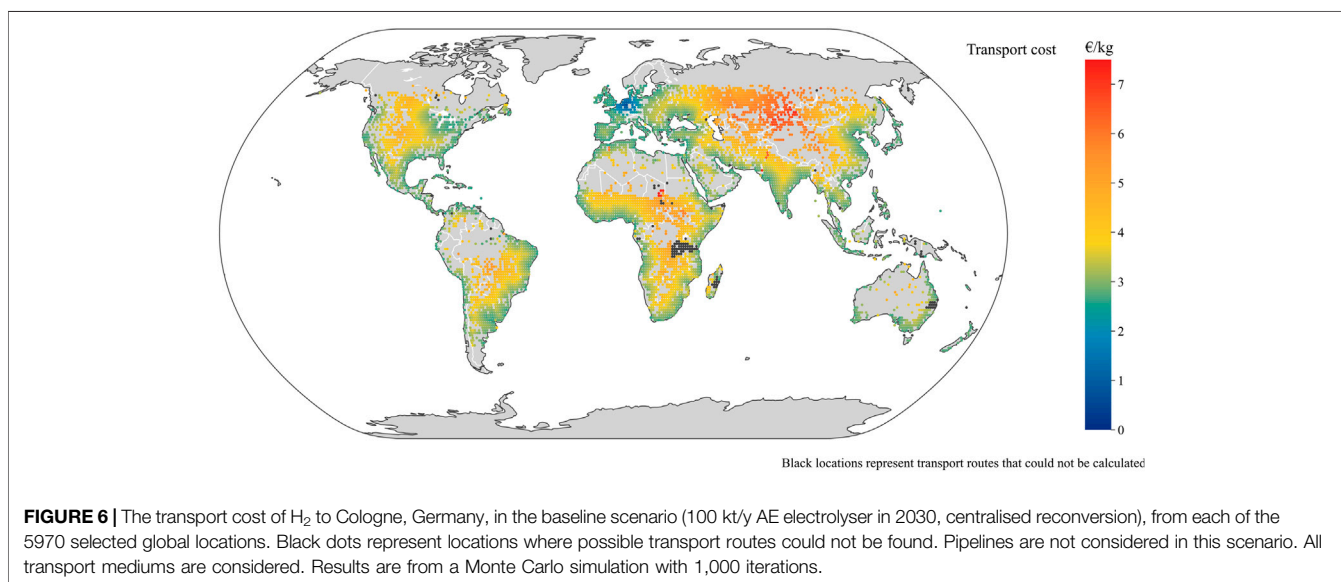 Transport cost €/kg
7
6
5
4
3
2
1
0
Black locations represent transport routes that could not be calculated
FIGURE 6 | The transport cost of H₂ to Cologne, Germany, in the baseline scenario (100 kt/y AE electrolyser in 2030, centralised reconversion), from each of the
5970 selected global locations. Black dots represent locations where possible transport routes could not be found. Pipelines are not considered in this scenario. All
transport mediums are considered. Results are from a Monte Carlo simulation with 1,000 iterations.